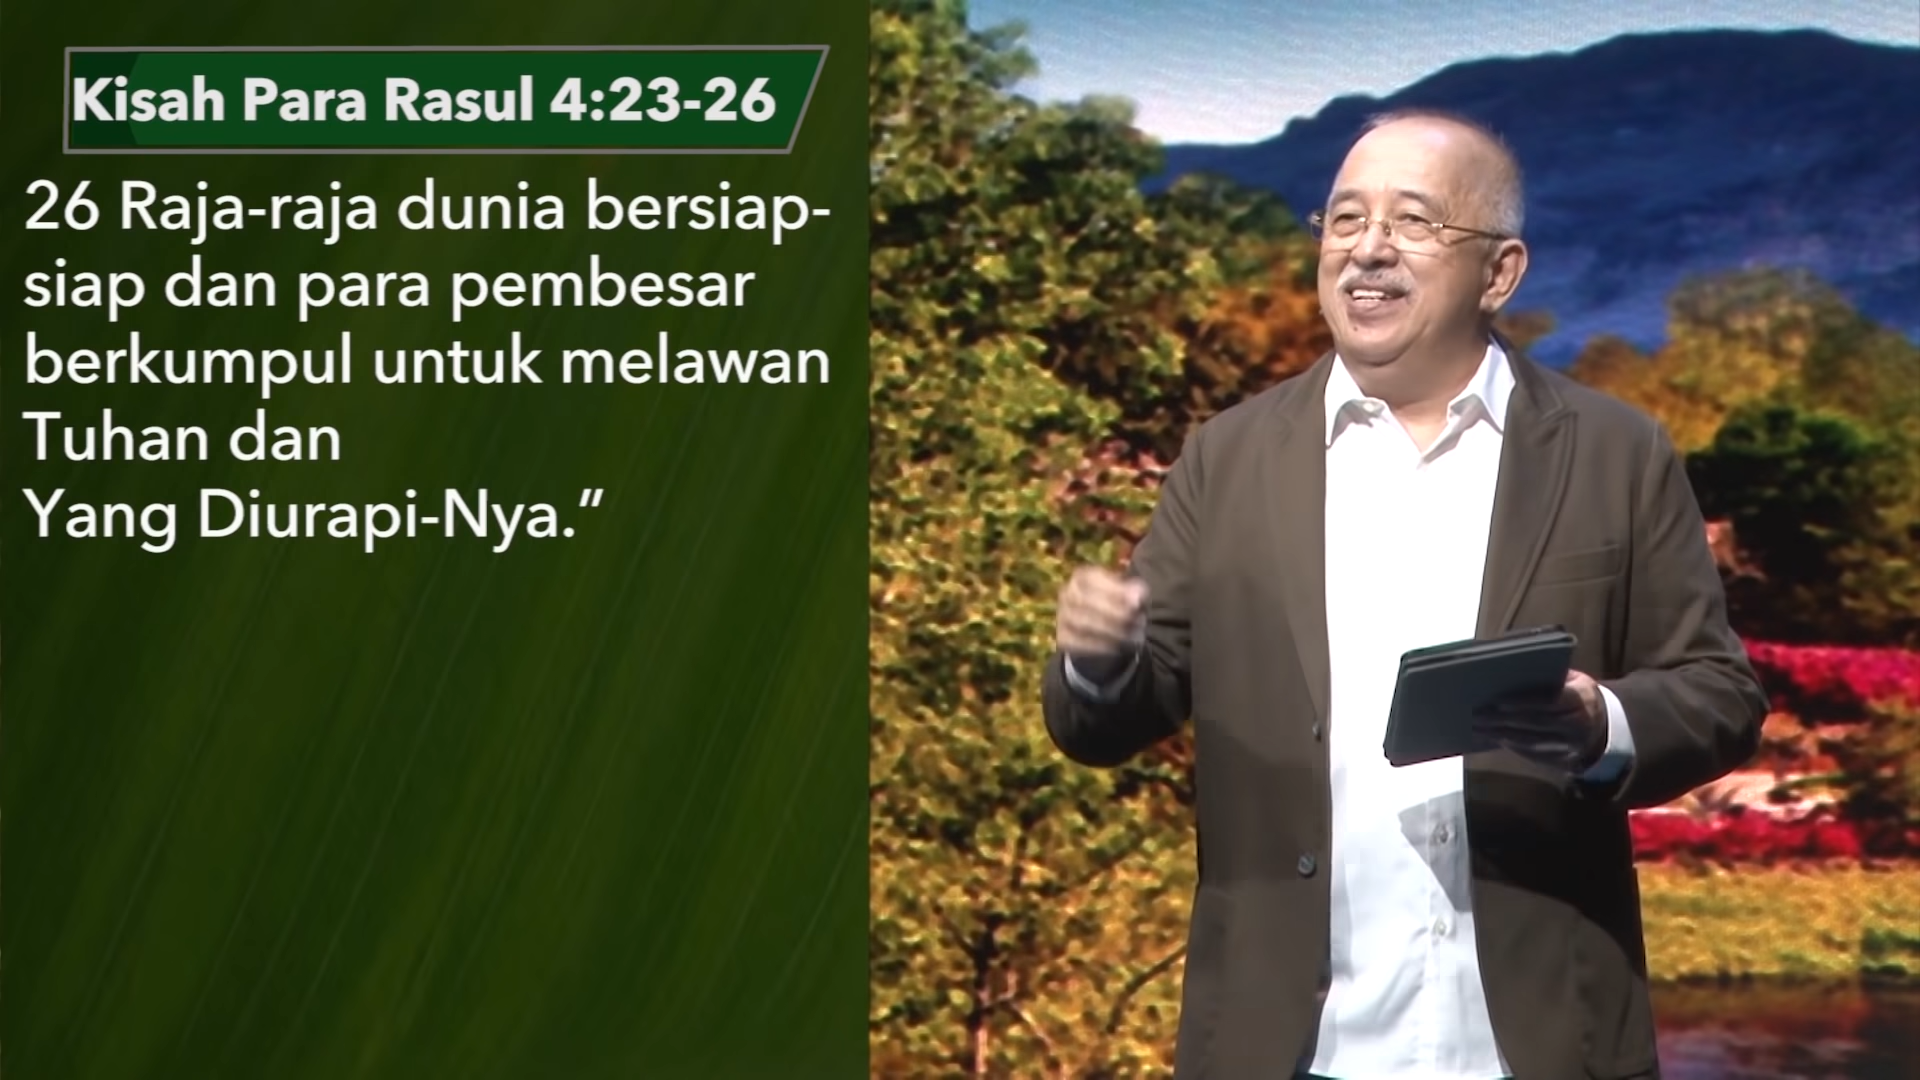 Kisah Para Rasul 4:23-26
26 Raja-raja dunia bersiap-
siap dan para pembesar
berkumpul untuk melawan
Tuhan dan
Yang Diurapi-Nya.”